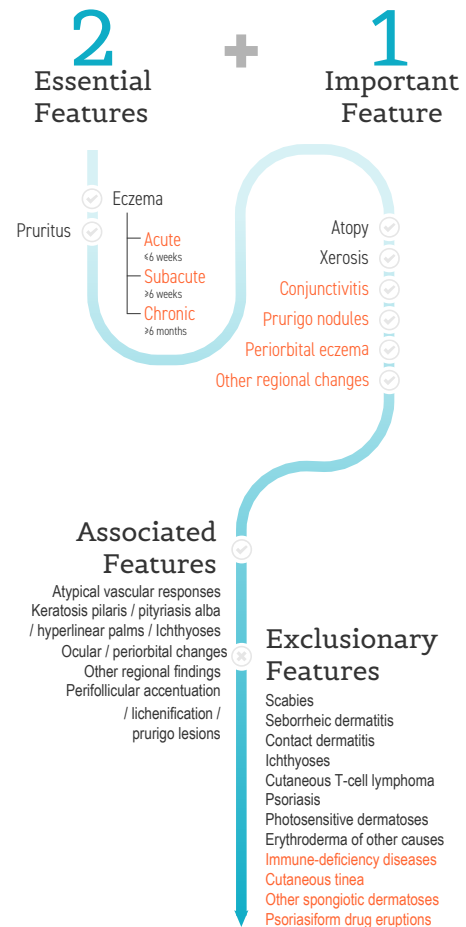 2
Essential
Features
+
1
Important
Feature
Eczema
Pruritus
Acute
≤6 weeks
Subacute
≥6 weeks
Chronic
≥6 months
Atopy
Xerosis
Conjunctivitis
Prurigo nodules
Periorbital eczema
Other regional changes
Associated
Features
Atypical vascular responses
Keratosis pilaris / pityriasis alba
/ hyperlinear palms / Ichthyoses
Ocular / periorbital changes
Other regional findings
Perifollicular accentuation
/ lichenification /
prurigo lesions
Exclusionary
Features
Scabies
Seborrheic dermatitis
Contact dermatitis
Ichthyoses
Cutaneous T-cell lymphoma
Psoriasis
Photosensitive dermatoses
Erythroderma of other causes
Immune-deficiency diseases
Cutaneous tinea
Other spongiotic dermatoses
Psoriasiform drug eruptions